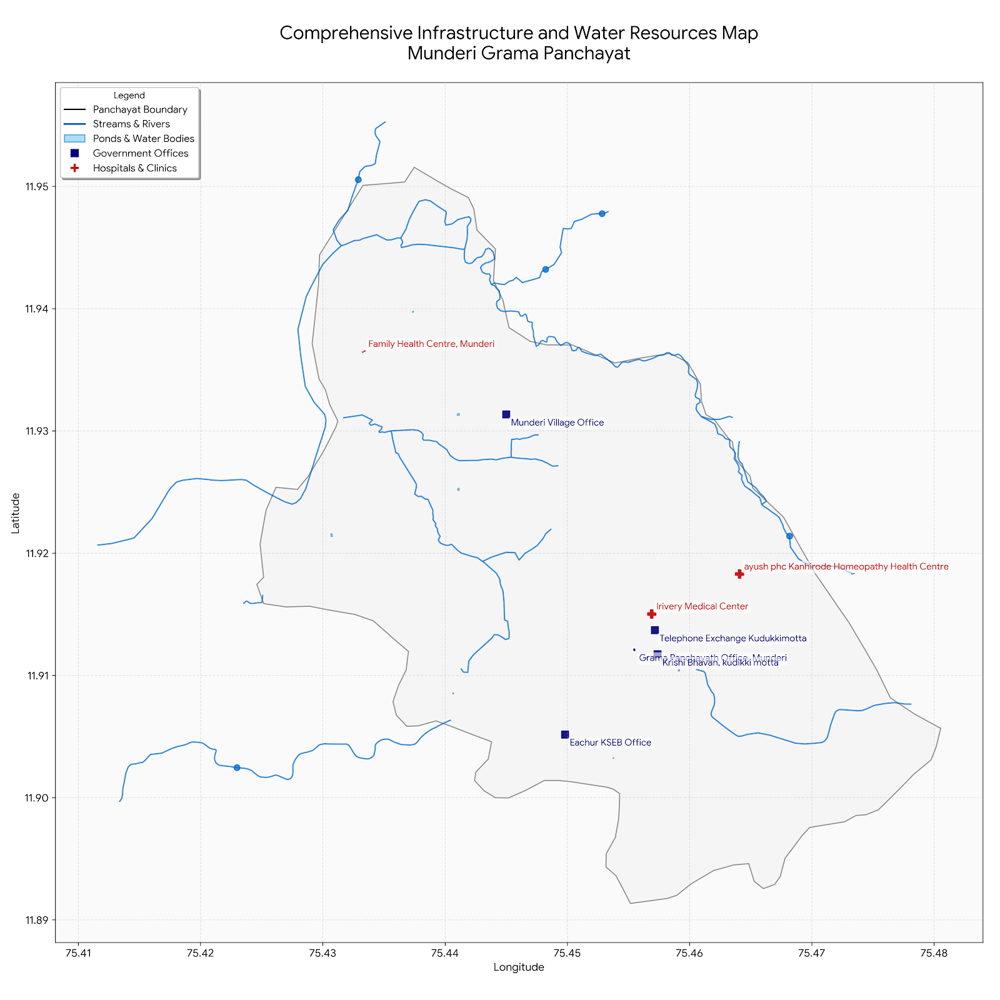 Comprehensive Infrastructure and Water Resources Map
Munderi Grama Panchayat
Legend
Panchayat Boundary
Streams & Rivers
Ponds & Water Bodies
Government Offices
Hospitals & Clinics
11.95
11.94
Family Health Centre, Munderi
Munderi Village Office
11.93
Latitude
11.92
ayush phc Kanhirode Homeopathy Health Centre
Irivery Medical Center
Telephone Exchange Kudukkimotta
Grama Panchayath Office, Munderi
Krishi Bhavan, kudikki motta
11.91
Eachur KSEB Office
11.90
11.89
75.41
75.42
75.43
75.44
75.45
75.46
75.47
75.48
Longitude